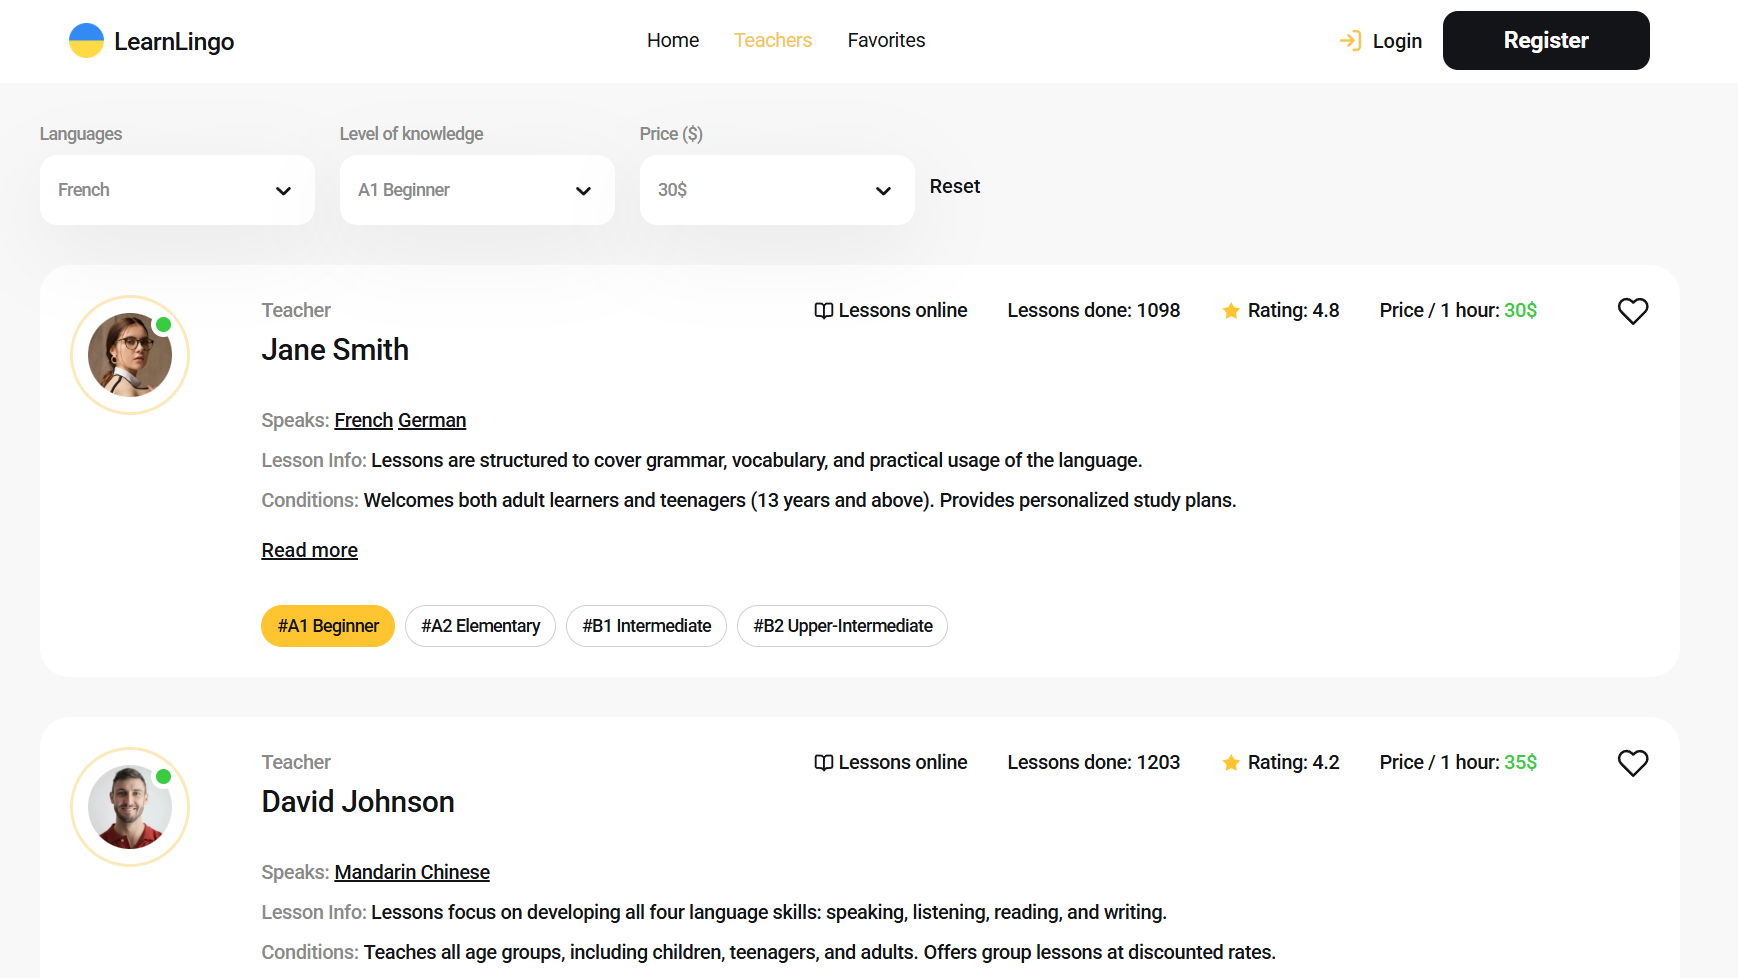 LearnLingo
Home Teachers Favorites
Login Register
Languages Level of knowledge Price ($)
French A1 Beginner 30$ Reset
Teacher Lessons online Lessons done: 1098 Rating: 4.8 Price / 1 hour: 30$
Jane Smith
Speaks: French German
Lesson Info: Lessons are structured to cover grammar, vocabulary, and practical usage of the language.
Conditions: Welcomes both adult learners and teenagers (13 years and above). Provides personalized study plans.
Read more
#A1 Beginner #A2 Elementary #B1 Intermediate #B2 Upper-Intermediate
Teacher Lessons online Lessons done: 1203 Rating: 4.2 Price / 1 hour: 35$
David Johnson
Speaks: Mandarin Chinese
Lesson Info: Lessons focus on developing all four language skills: speaking, listening, reading, and writing.
Conditions: Teaches all age groups, including children, teenagers, and adults. Offers group lessons at discounted rates.